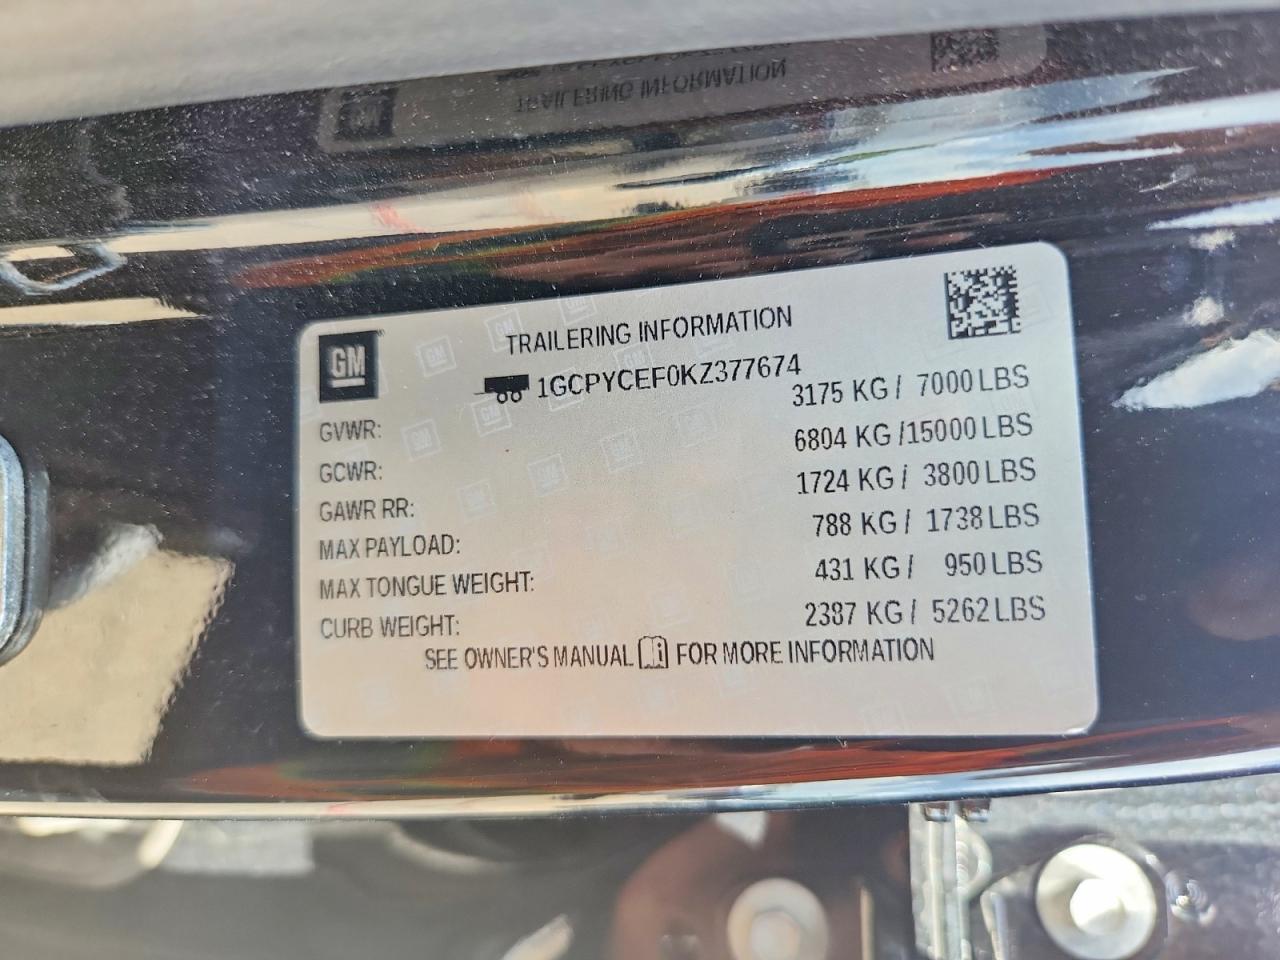 GM
TRAILERING INFORMATION
1GCPYCEF0KZ377674
GVWR: 3175 KG / 7000 LBS
GCWR: 6804 KG / 15000 LBS
GAWR RR: 1724 KG / 3800 LBS
MAX PAYLOAD: 788 KG / 1738 LBS
MAX TONGUE WEIGHT: 431 KG / 950 LBS
CURB WEIGHT: 2387 KG / 5262 LBS
SEE OWNER'S MANUAL FOR MORE INFORMATION